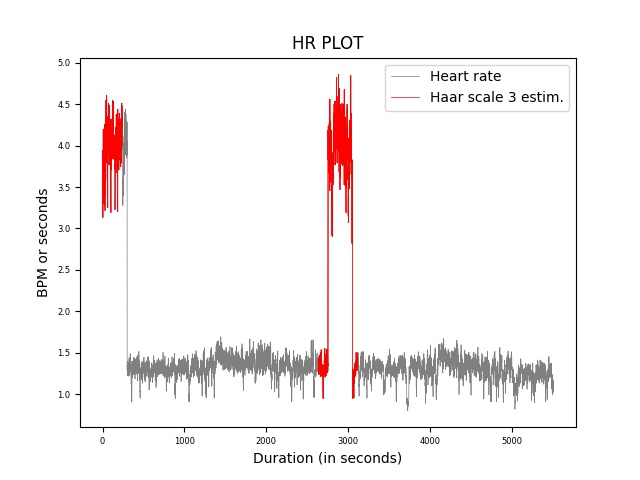 HR PLOT
Heart rate
Haar scale 3 estim.
5.0
4.5
4.0
3.5
3.0
2.5
2.0
1.5
1.0
BPM or seconds
0 1000 2000 3000 4000 5000
Duration (in seconds)